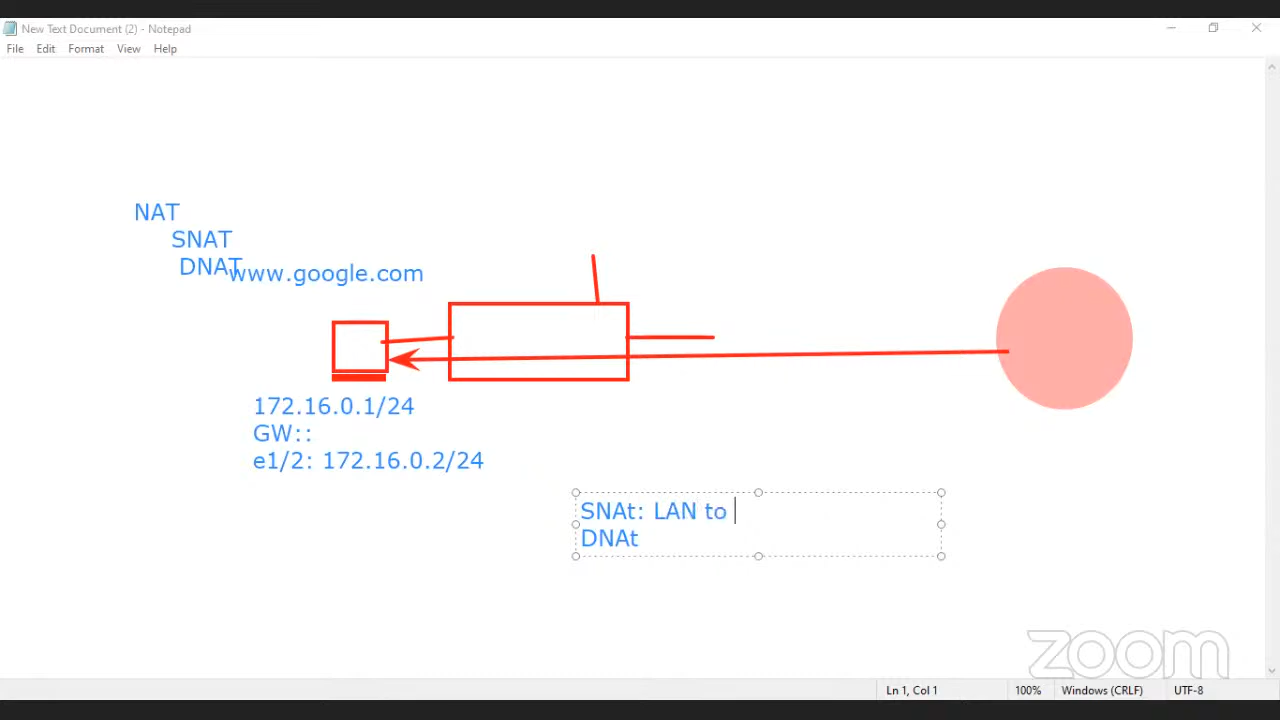 New Text Document (2) - Notepad
File Edit Format View Help
NAT
SNAT
DNAT
www.google.com
172.16.0.1/24
GW::
e1/2: 172.16.0.2/24
SNAt: LAN to
DNAt
zoom
Ln 1, Col 1 100% Windows (CRLF) UTF-8